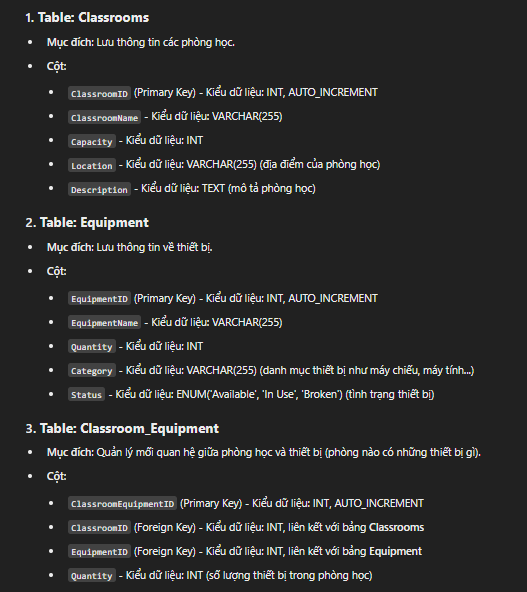 1. Table: Classrooms
• Mục đích: Lưu thông tin các phòng học.
• Cột:
• ClassroomID (Primary Key) - Kiểu dữ liệu: INT, AUTO_INCREMENT
• ClassroomName - Kiểu dữ liệu: VARCHAR(255)
• Capacity - Kiểu dữ liệu: INT
• Location - Kiểu dữ liệu: VARCHAR(255) (địa điểm của phòng học)
• Description - Kiểu dữ liệu: TEXT (mô tả phòng học)
2. Table: Equipment
• Mục đích: Lưu thông tin về thiết bị.
• Cột:
• EquipmentID (Primary Key) - Kiểu dữ liệu: INT, AUTO_INCREMENT
• EquipmentName - Kiểu dữ liệu: VARCHAR(255)
• Quantity - Kiểu dữ liệu: INT
• Category - Kiểu dữ liệu: VARCHAR(255) (danh mục thiết bị như máy chiếu, máy tính...)
• Status - Kiểu dữ liệu: ENUM('Available', 'In Use', 'Broken') (tình trạng thiết bị)
3. Table: Classroom_Equipment
• Mục đích: Quản lý mối quan hệ giữa phòng học và thiết bị (phòng nào có những thiết bị gì).
• Cột:
• ClassroomEquipmentID (Primary Key) - Kiểu dữ liệu: INT, AUTO_INCREMENT
• ClassroomID (Foreign Key) - Kiểu dữ liệu: INT, liên kết với bảng Classrooms
• EquipmentID (Foreign Key) - Kiểu dữ liệu: INT, liên kết với bảng Equipment
• Quantity - Kiểu dữ liệu: INT (số lượng thiết bị trong phòng học)